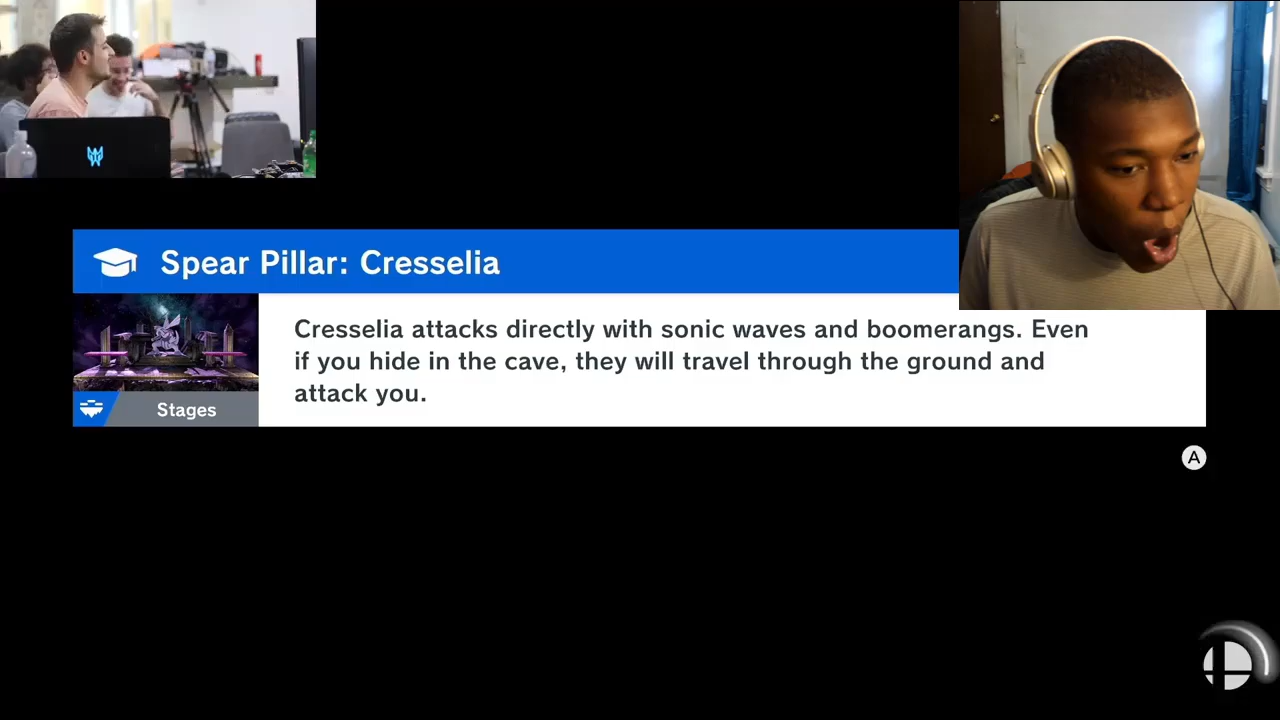 Spear Pillar: Cresselia
Cresselia attacks directly with sonic waves and boomerangs. Even
if you hide in the cave, they will travel through the ground and
attack you.
Stages
A